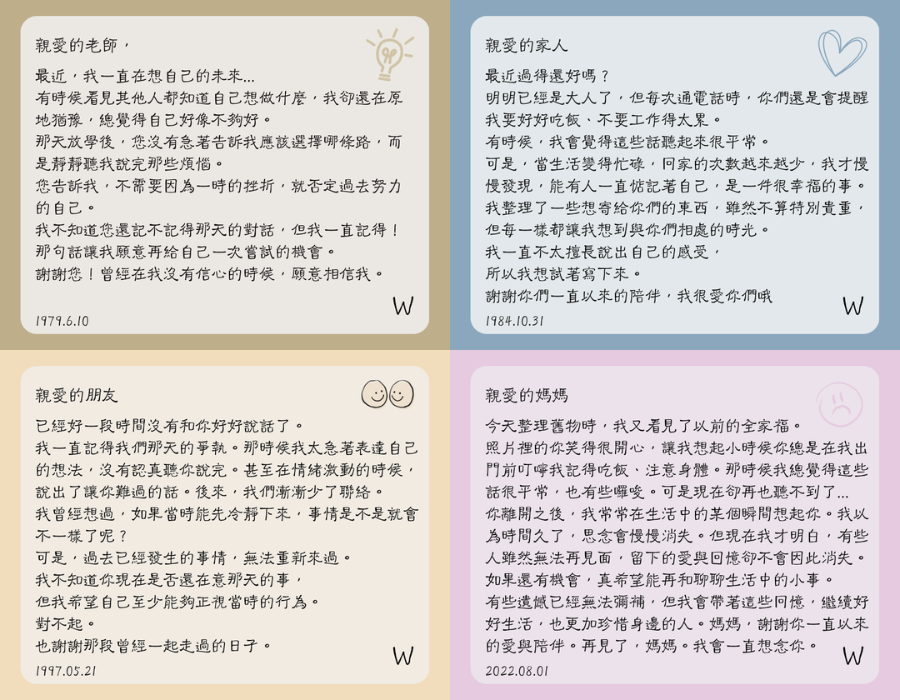 親愛的老師，
最近，我一直在想自己的未來...
有時候看見其他人都知道自己想做什麼，我卻還在原
地猶豫，總覺得自己好像不夠好。
那天放學後，您沒有急著告訴我應該選擇哪條路，而
是靜靜聽我說完那些煩惱。
您告訴我，不需要因為一時的挫折，就否定過去努力
的自己。
我不知道您還記不記得那天的對話，但我一直記得！
那句話讓我願意再給自己一次嘗試的機會。
謝謝您！曾經在我沒有信心的時候，願意相信我。
W
1979.6.10
親愛的家人
最近過得還好嗎？
明明已經是大人了，但每次通電話時，你們還是會提醒
我要好好吃飯、不要工作得太累。
有時候，我會覺得這些話聽起來很平常。
可是，當生活變得忙碌，回家的次數越來越少，我才慢
慢發現，能有人一直惦記著自己，是一件很幸福的事。
我整理了一些想寄給你們的東西，雖然不算特別貴重，
但每一樣都讓我想到與你們相處的時光。
我一直不太擅長說出自己的感受，
所以我想試著寫下來。
謝謝你們一直以來的陪伴，我很愛你們哦
W
1984.10.31
親愛的朋友
已經好一段時間沒有和你好好說話了。
我一直記得我們那天的爭執。那時候我太急著表達自己
的想法，沒有認真聽你說完。甚至在情緒激動的時候，
說出了讓你難過的話。後來，我們漸漸少了聯絡。
我曾經想過，如果當時能先冷靜下來，事情是不是就會
不一樣了呢？
可是，過去已經發生的事情，無法重新來過。
我不知道你現在是否還在意那天的事，
但我希望自己至少能夠正視當時的行為。
對不起。
也謝謝那段曾經一起走過的日子。
W
1997.05.21
親愛的媽媽
今天整理舊物時，我又看見了以前的全家福。
照片裡的你笑得很開心，讓我想起小時候你總是在我出
門前叮嚀我記得吃飯、注意身體。那時候我總覺得這些
話很平常，也有些囉唆。可是現在卻再也聽不到了...
你離開之後，我常常在生活中的某個瞬間想起你。我以
為時間久了，思念會慢慢消失。但現在我才明白，有些
人雖然無法再見面，留下的愛與回憶卻不會因此消失。
如果還有機會，真希望能再和聊聊生活中的小事。
有些遺憾已經無法彌補，但我會帶著這些回憶，繼續好
好生活，也更加珍惜身邊的人。媽媽，謝謝你一直以來
的愛與陪伴。再見了，媽媽。我會一直想念你。
W
2022.08.01